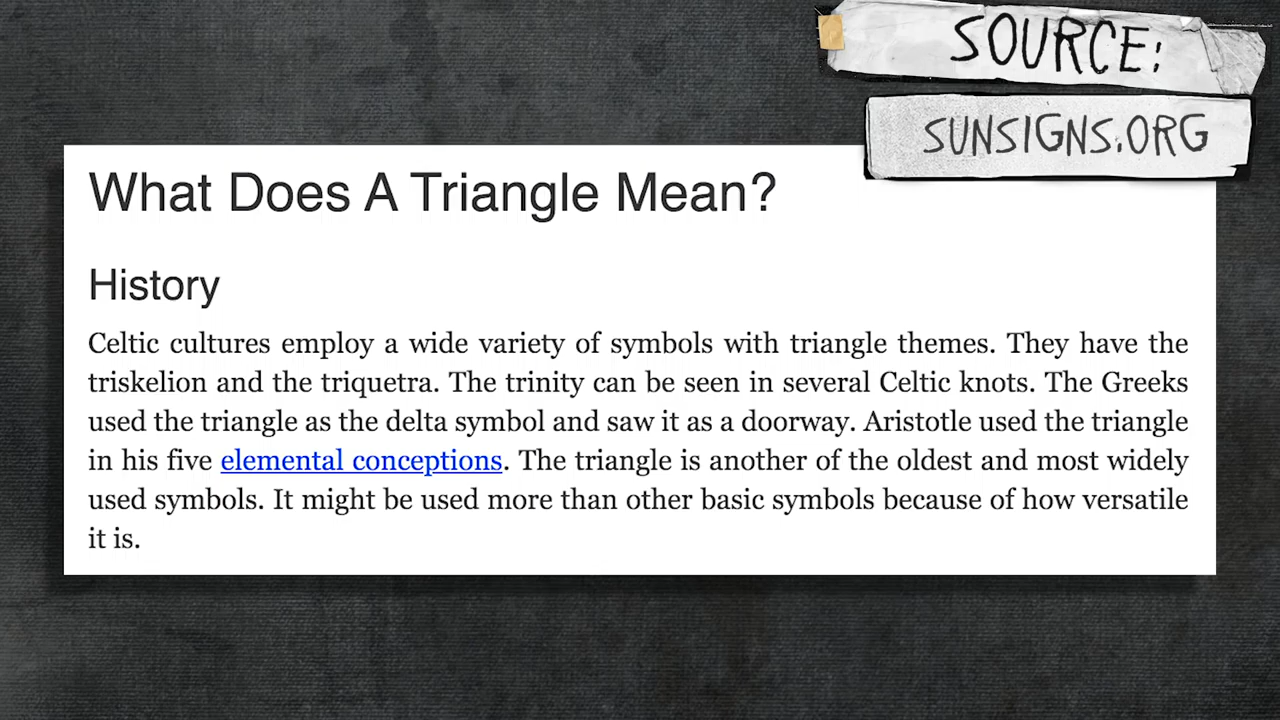 SOURCE:
SUNSIGNS.ORG
What Does A Triangle Mean?
History
Celtic cultures employ a wide variety of symbols with triangle themes. They have the
triskelion and the triquetra. The trinity can be seen in several Celtic knots. The Greeks
used the triangle as the delta symbol and saw it as a doorway. Aristotle used the triangle
in his five elemental conceptions. The triangle is another of the oldest and most widely
used symbols. It might be used more than other basic symbols because of how versatile
it is.